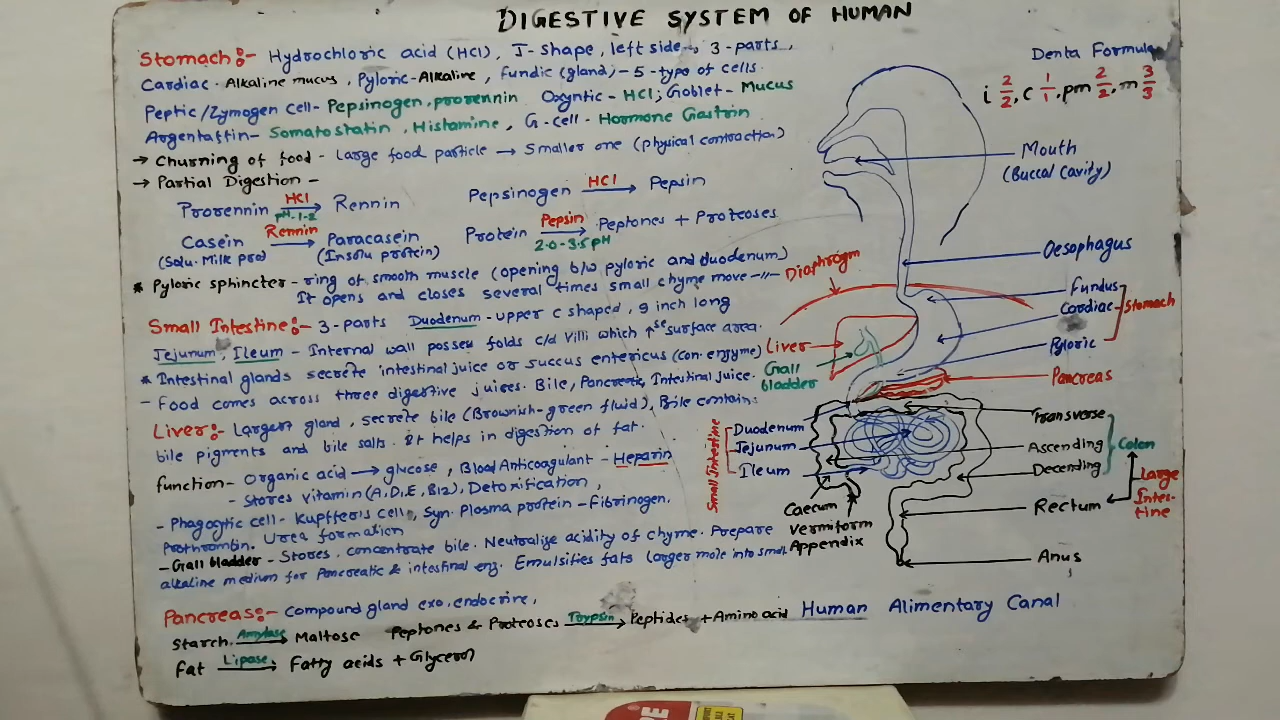 DIGESTIVE SYSTEM OF HUMAN
Stomach:- Hydrochloric acid (HCl), J-shape, left side, 3-parts,
Cardiac-Alkaline mucus, Pyloric-Alkaline, Fundic (gland)-5-type of cells.
Peptic/Zymogen cell-Pepsinogen, prorennin Oxyntic-HCl; Goblet-Mucus
Argentaffin- Somatostatin, Histamine, G-cell-Hormone Gastrin
→ Churning of food - Large food particle → Smaller one (physical contraction)
→ Partial Digestion -
Prorennin HCl → pH-1-2 Rennin
Pepsinogen HCl → Pepsin
Casein Rennin → Paracasein
(Solu. Milk pro) (Insolu protein)
Protein Pepsin → 2.0-3.5 pH Peptones + Proteoses
* Pyloric sphincter- ring of smooth muscle (opening b/w pyloric and duodenum)
It opens and closes several times small chyme move -"-
Small Intestine:- 3-parts Duodenum-upper c shaped, 9 inch long
Jejunum, Ileum - Internal wall posses folds c/d Villi which ↑se surface area.
* Intestinal glands secrete intestinal juice or succus entericus (con. enzyme)
- Food comes across three digestive juices. Bile, Pancreatic, Intestinal juice.
Liver:- Largest gland, secrete bile (Brownish-green fluid), Bile contain:
bile pigments and bile salts. It helps in digestion of fat.
function- Organic acid → glucose, Blood Anticoagulant - Heparin
- Stores vitamin (A,D,E,B12), Detoxification,
- Phagocytic cell- Kupffer's cell, Syn. Plasma protein-Fibrinogen,
Prothrombin. Urea formation
- Gall bladder - Stores, concentrate bile. Neutralise acidity of chyme. Prepare
alkaline medium for Pancreatic & intestinal enz. Emulsifies fats larger mole into small
Pancreas:- compound gland exo, endocrine,
Starch Amylase → Maltose Peptones & Proteoses Trypsin → Peptides + Amino acid
Fat Lipase → Fatty acids + Glycerol
Denta Formula
i 2/2, c 1/1, pm 2/2, m 3/3
Mouth
(Buccal Cavity)
Oesophagus
Diaphragm
Fundus
Cardiac
Stomach
Pyloric
Liver
Gall
bladder
Pancreas
Transverse
Ascending
Colon
Decending
Large
Intes-
tine
Rectum
Anus
Small Intestine
Duodenum
Jejunum
Ileum
Caecum
Vermiform
Appendix
Human Alimentary Canal